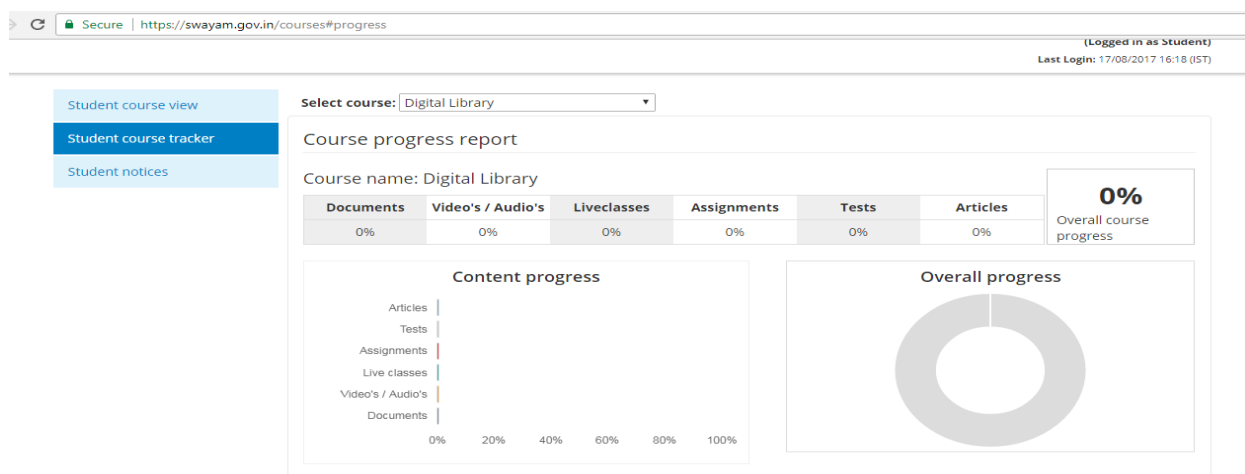 Secure | https://swayam.gov.in/courses#progress
(Logged in as Student)
Last Login: 17/08/2017 16:18 (IST)
Student course view
Student course tracker
Student notices
Select course: Digital Library
Course progress report
Course name: Digital Library
Documents Video's / Audio's Liveclasses Assignments Tests Articles
0% 0% 0% 0% 0% 0%
0%
Overall course
progress
Content progress
Articles
Tests
Assignments
Live classes
Video's / Audio's
Documents
0% 20% 40% 60% 80% 100%
Overall progress